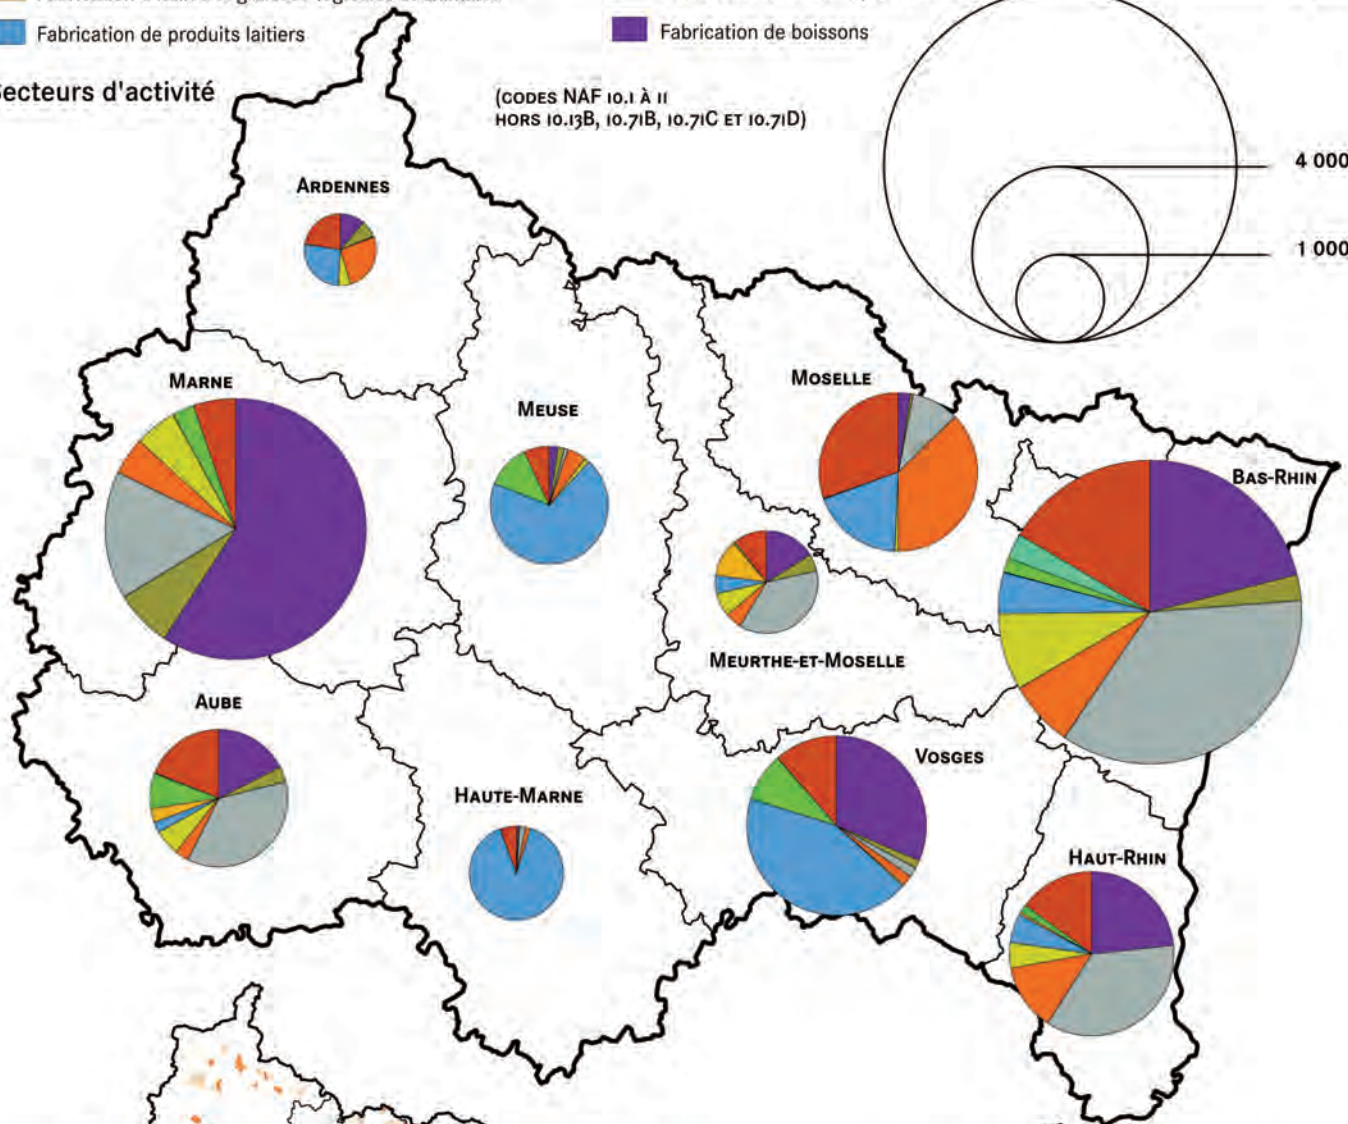 Fabrication de produits laitiers
Fabrication de boissons
Secteurs d'activité
(CODES NAF 10.1 À 11
HORS 10.13B, 10.71B, 10.71C ET 10.71D)
4 000
1 000
ARDENNES
MARNE
MEUSE
MOSELLE
BAS-RHIN
MEURTHE-ET-MOSELLE
AUBE
HAUTE-MARNE
VOSGES
HAUT-RHIN